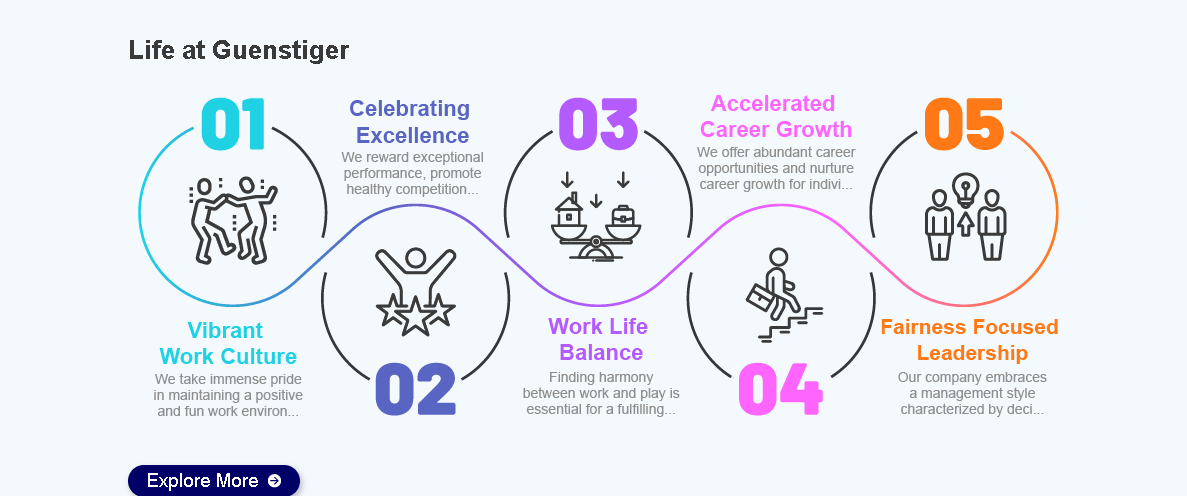 Life at Guenstiger
01
Vibrant
Work Culture
We take immense pride
in maintaining a positive
and fun work environ...
Celebrating
Excellence
We reward exceptional
performance, promote
healthy competition...
02
03
Work Life
Balance
Finding harmony
between work and play is
essential for a fulfilling...
Accelerated
Career Growth
We offer abundant career
opportunities and nurture
career growth for indivi...
04
05
Fairness Focused
Leadership
Our company embraces
a management style
characterized by deci...
Explore More